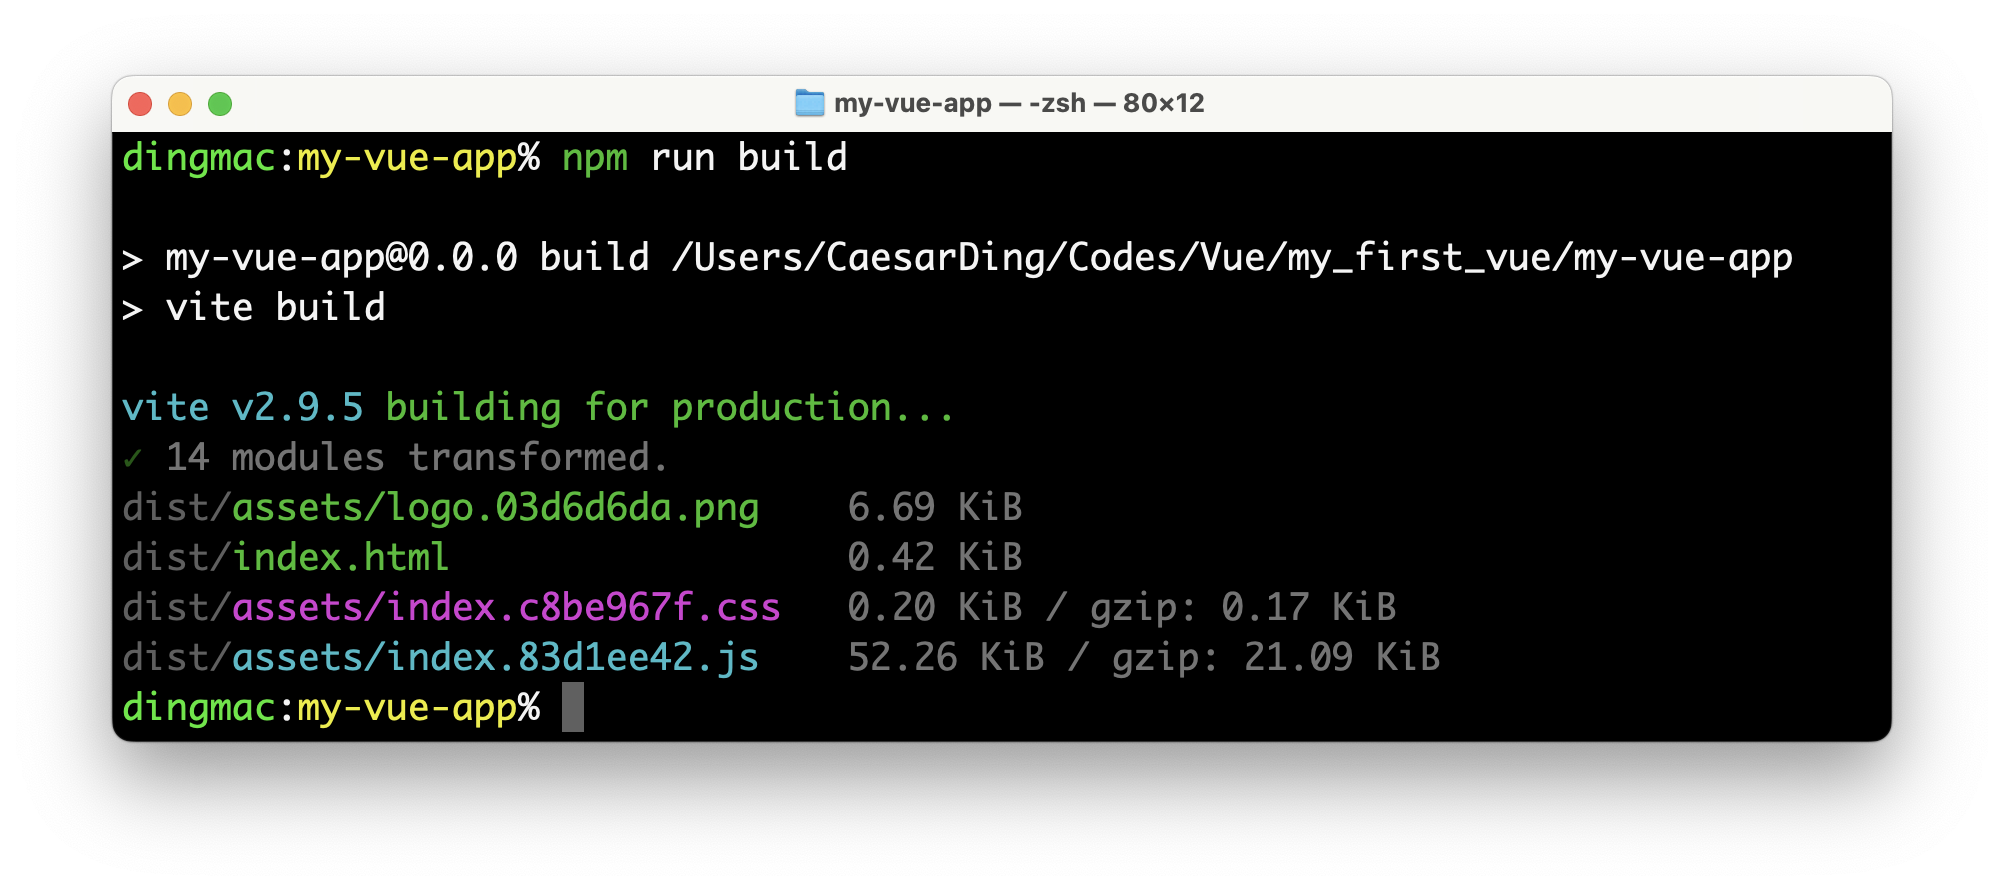 my-vue-app — -zsh — 80×12
dingmac:my-vue-app% npm run build
> my-vue-app@0.0.0 build /Users/CaesarDing/Codes/Vue/my_first_vue/my-vue-app
> vite build
vite v2.9.5 building for production...
✓ 14 modules transformed.
dist/assets/logo.03d6d6da.png    6.69 KiB
dist/index.html                  0.42 KiB
dist/assets/index.c8be967f.css   0.20 KiB / gzip: 0.17 KiB
dist/assets/index.83d1ee42.js    52.26 KiB / gzip: 21.09 KiB
dingmac:my-vue-app%